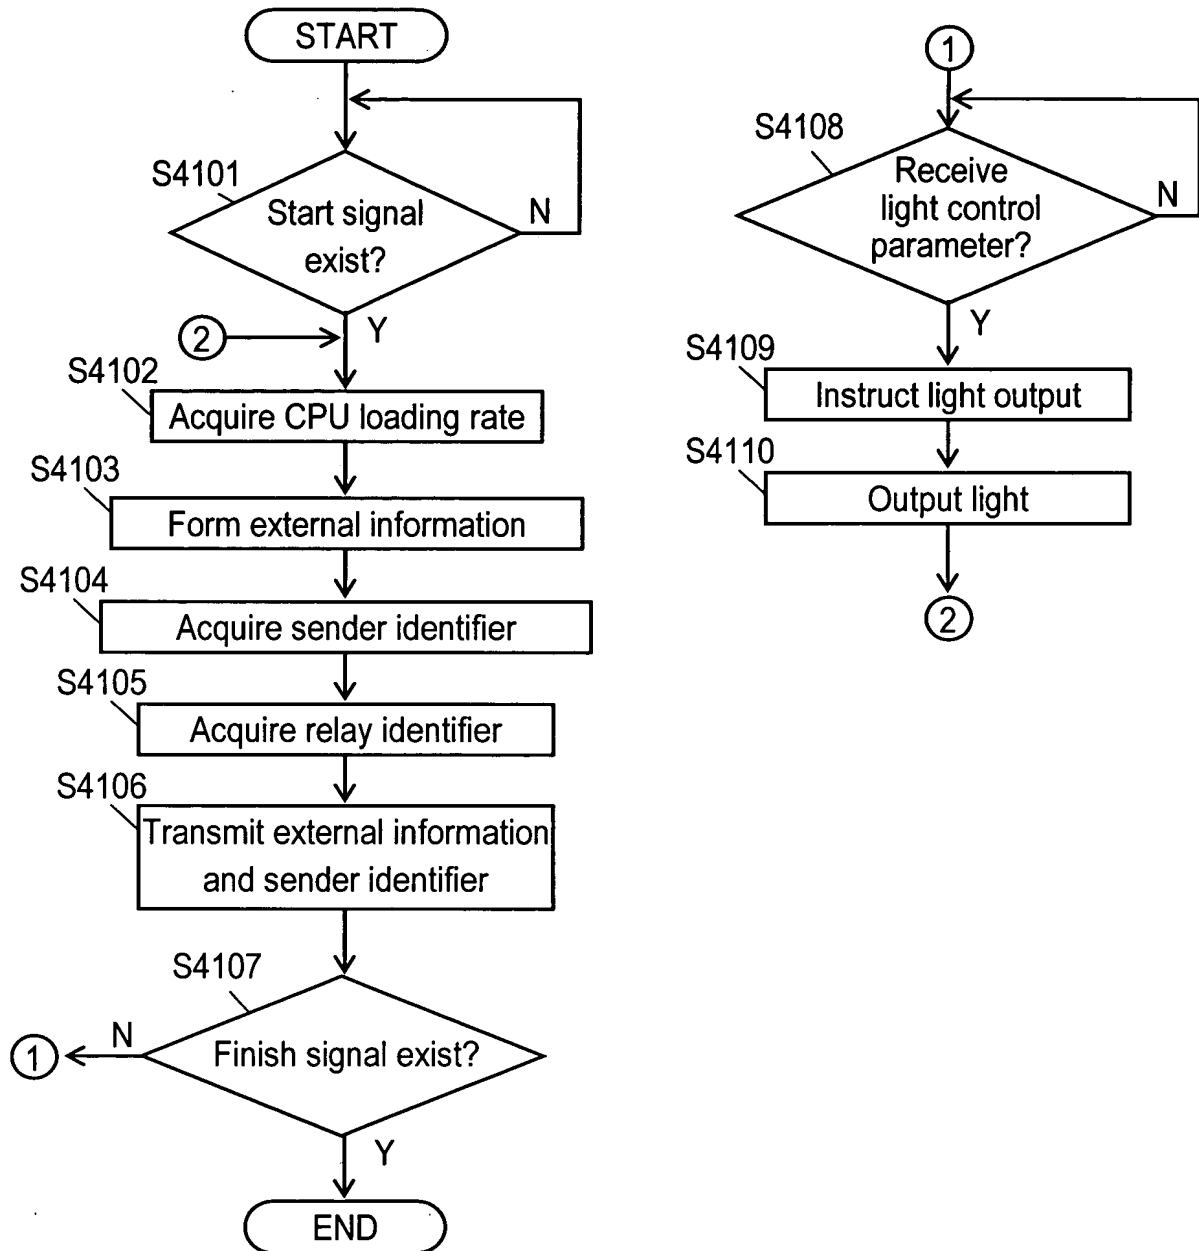 START
S4101
Start signal
exist?
N
Y
2
S4102
Acquire CPU loading rate
S4103
Form external information
S4104
Acquire sender identifier
S4105
Acquire relay identifier
S4106
Transmit external information
and sender identifier
S4107
Finish signal exist?
N
1
Y
END
1
S4108
Receive
light control
parameter?
N
Y
S4109
Instruct light output
S4110
Output light
2